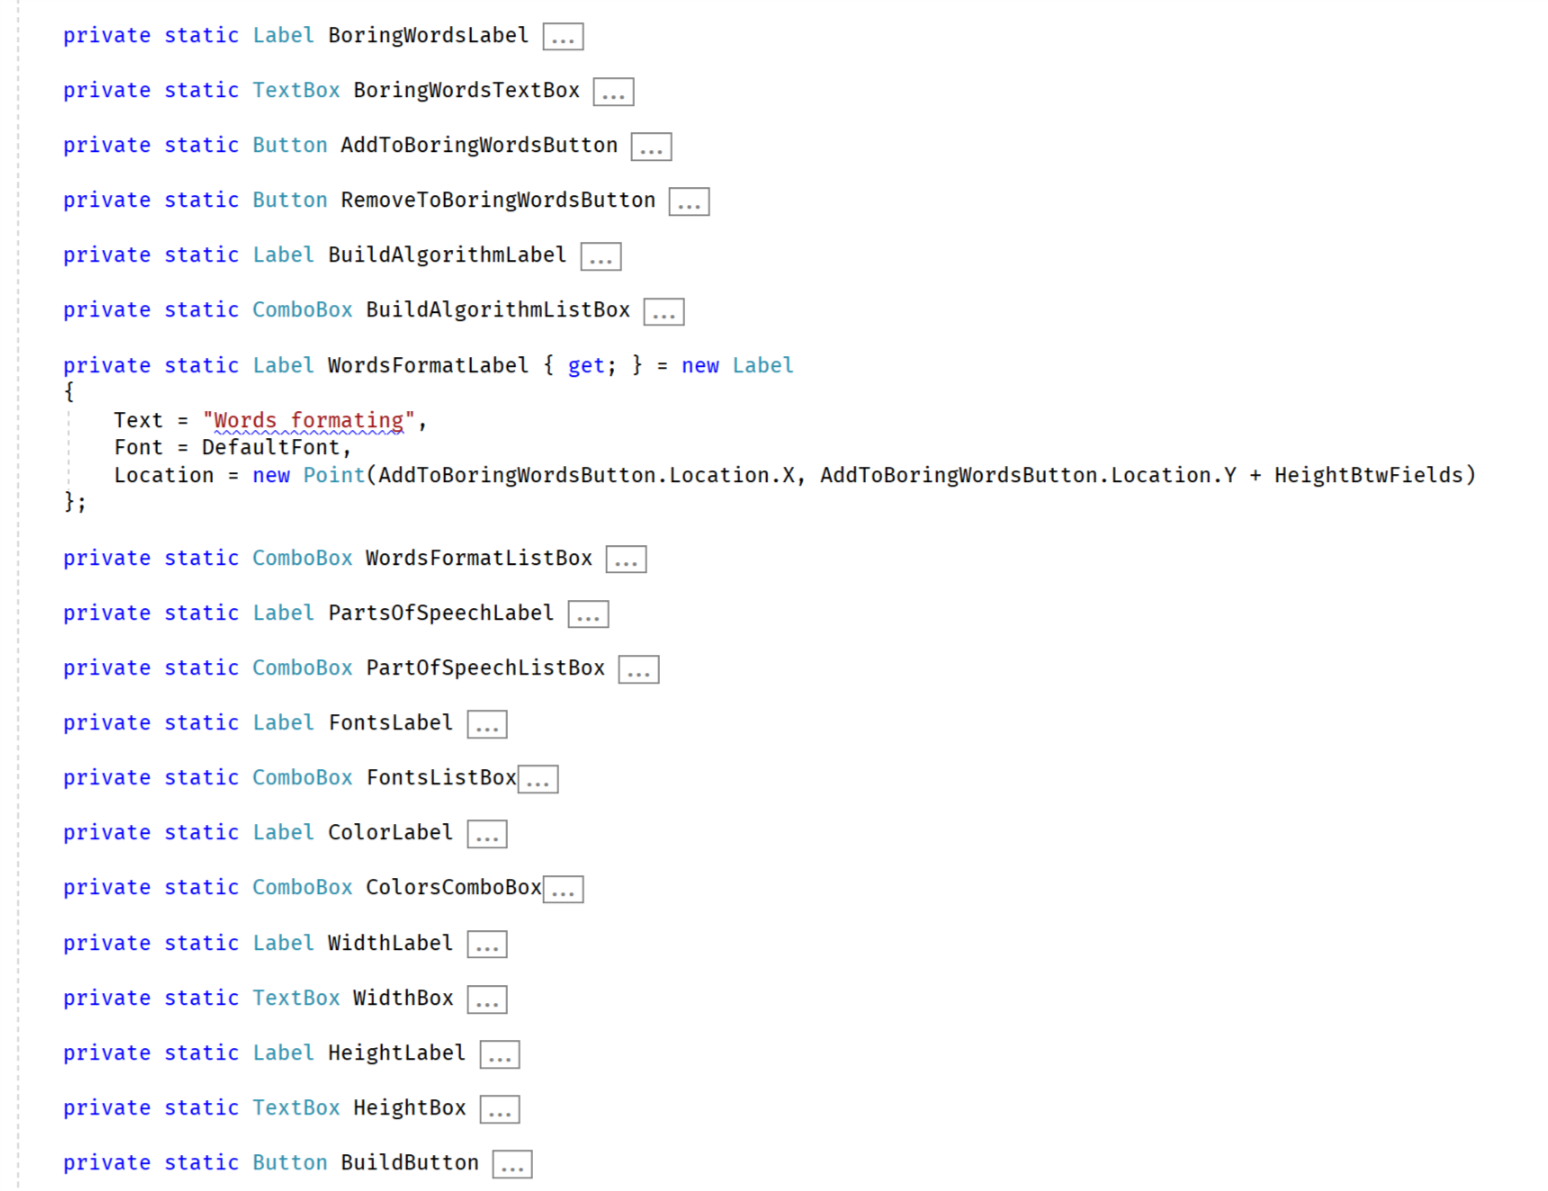 private static Label BoringWordsLabel ...
private static TextBox BoringWordsTextBox ...
private static Button AddToBoringWordsButton ...
private static Button RemoveToBoringWordsButton ...
private static Label BuildAlgorithmLabel ...
private static ComboBox BuildAlgorithmListBox ...
private static Label WordsFormatLabel { get; } = new Label
{
    Text = "Words formating",
    Font = DefaultFont,
    Location = new Point(AddToBoringWordsButton.Location.X, AddToBoringWordsButton.Location.Y + HeightBtwFields)
};
private static ComboBox WordsFormatListBox ...
private static Label PartsOfSpeechLabel ...
private static ComboBox PartOfSpeechListBox ...
private static Label FontsLabel ...
private static ComboBox FontsListBox...
private static Label ColorLabel ...
private static ComboBox ColorsComboBox...
private static Label WidthLabel ...
private static TextBox WidthBox ...
private static Label HeightLabel ...
private static TextBox HeightBox ...
private static Button BuildButton ...